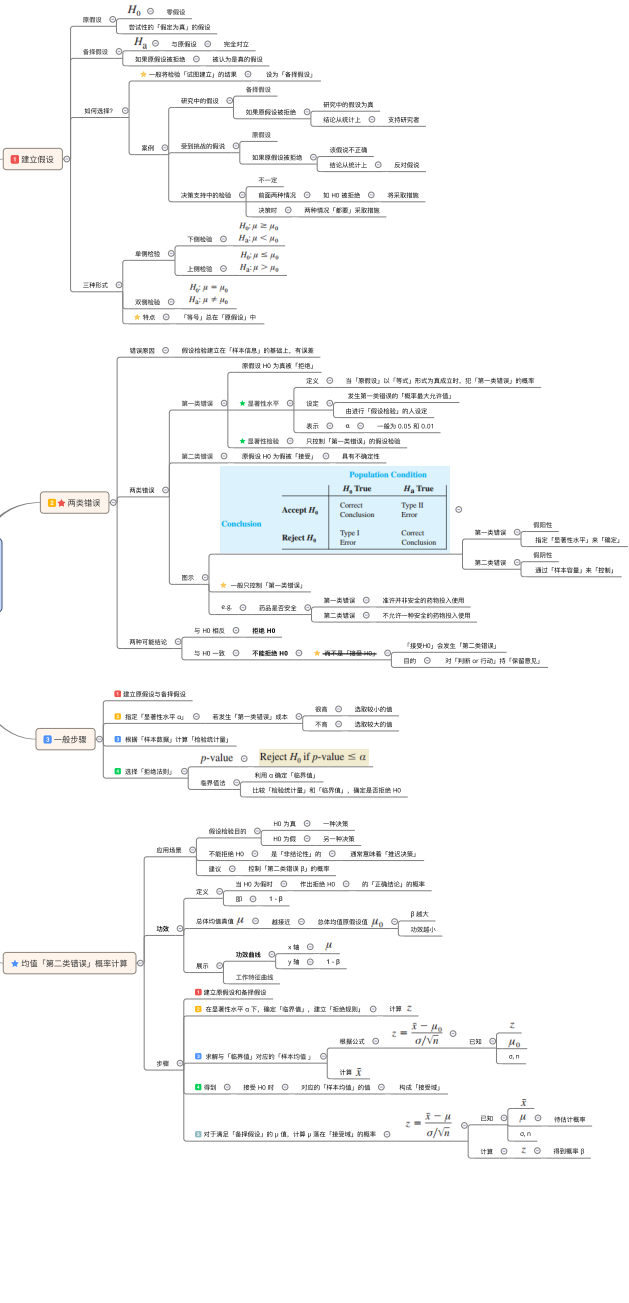 1 建立假设
原假设
H₀ 零假设
尝试性的「假定为真」的假设
备择假设
Hₐ 与原假设 完全对立
如果原假设被拒绝 被认为是真的假设
如何选择?
一般将检验「试图建立」的结果 设为「备择假设」
案例
研究中的假设
备择假设
如果原假设被拒绝
研究中的假设为真
结论从统计上 支持研究者
受到挑战的假说
原假设
如果原假设被拒绝
该假说不正确
结论从统计上 反对假说
决策支持中的检验
不一定
前面两种情况 如 H0 被拒绝 将采取措施
决策时 两种情况「都要」采取措施
三种形式
单侧检验
下侧检验
H₀: μ ≥ μ₀
Hₐ: μ < μ₀
上侧检验
H₀: μ ≤ μ₀
Hₐ: μ > μ₀
双侧检验
H₀: μ = μ₀
Hₐ: μ ≠ μ₀
特点 「等号」总在「原假设」中
2 两类错误
错误原因 假设检验建立在「样本信息」的基础上，有误差
两类错误
第一类错误
原假设 H0 为真被「拒绝」
显著性水平
定义 当「原假设」以「等式」形式为真成立时，犯「第一类错误」的概率
设定
发生第一类错误的「概率最大允许值」
由进行「假设检验」的人设定
表示 α 一般为 0.05 和 0.01
显著性检验 只控制「第一类错误」的假设检验
第二类错误 原假设 H0 为假被「接受」 具有不确定性
图示
Population Condition
H₀ True Hₐ True
Conclusion
Accept H₀ Correct Conclusion Type II Error
Reject H₀ Type I Error Correct Conclusion
第一类错误
假阳性
指定「显著性水平」来「确定」
第二类错误
假阴性
通过「样本容量」来「控制」
一般只控制「第一类错误」
e.g. 药品是否安全
第一类错误 准许并非安全的药物投入使用
第二类错误 不允许一种安全的药物投入使用
两种可能结论
与 H0 相反 拒绝 H0
与 H0 一致 不能拒绝 H0 而不是「接受 H0」
「接受H0」会发生「第二类错误」
目的 对「判断 or 行动」持「保留意见」
3 一般步骤
1 建立原假设与备择假设
2 指定「显著性水平 α」 若发生「第一类错误」成本
很高 选取较小的值
不高 选取较大的值
3 根据「样本数据」计算「检验统计量」
4 选择「拒绝法则」
p-value Reject H₀ if p-value ≤ α
临界值法
利用 α 确定「临界值」
比较「检验统计量」和「临界值」，确定是否拒绝 H0
均值「第二类错误」概率计算
应用场景
假设检验目的
H0 为真 一种决策
H0 为假 另一种决策
不能拒绝 H0 是「非结论性」的 通常意味着「推迟决策」
建议 控制「第二类错误 β」的概率
功效
定义
当 H0 为假时 作出拒绝 H0 的「正确结论」的概率
即 1 - β
总体均值真值 μ 越接近 总体均值原假设值 μ₀
β 越大
功效越小
展示
功效曲线
x 轴 μ
y 轴 1 - β
工作特征曲线
步骤
1 建立原假设和备择假设
2 在显著性水平 α 下，确定「临界值」，建立「拒绝规则」 计算 z
3 求解与「临界值」对应的「样本均值 」
根据公式 z = (x̄ − μ₀)/(σ/√n) 已知
z
μ₀
σ, n
计算 x̄
4 得到 接受 H0 时 对应的「样本均值」的值 构成「接受域」
5 对于满足「备择假设」的 μ 值，计算 μ 落在「接受域」的概率
z = (x̄ − μ)/(σ/√n)
已知
x̄
μ 待估计概率
σ, n
计算 z 得到概率 β